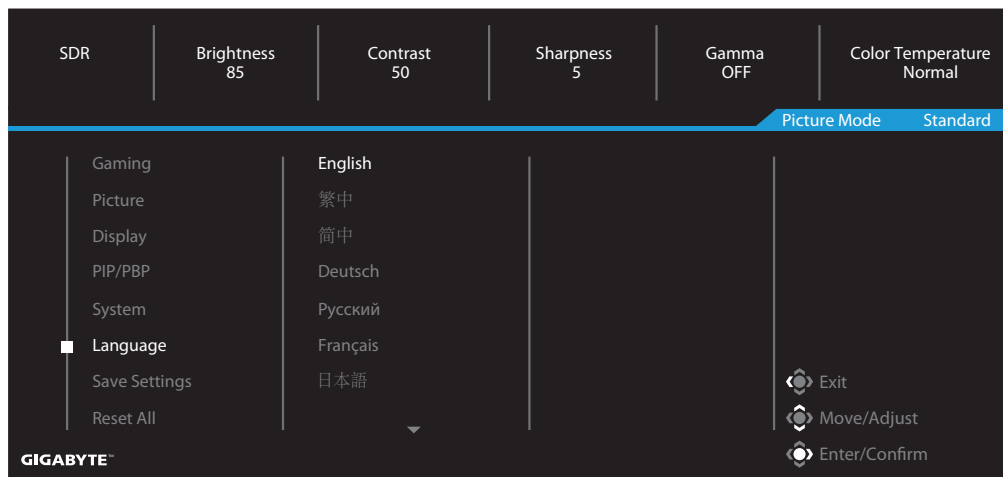 SDR
Brightness
85
Contrast
50
Sharpness
5
Gamma
OFF
Color Temperature
Normal
Picture Mode Standard
Gaming
Picture
Display
PIP/PBP
System
Language
Save Settings
Reset All
English
繁中
简中
Deutsch
Русский
Français
日本語
Exit
Move/Adjust
Enter/Confirm
GIGABYTE™